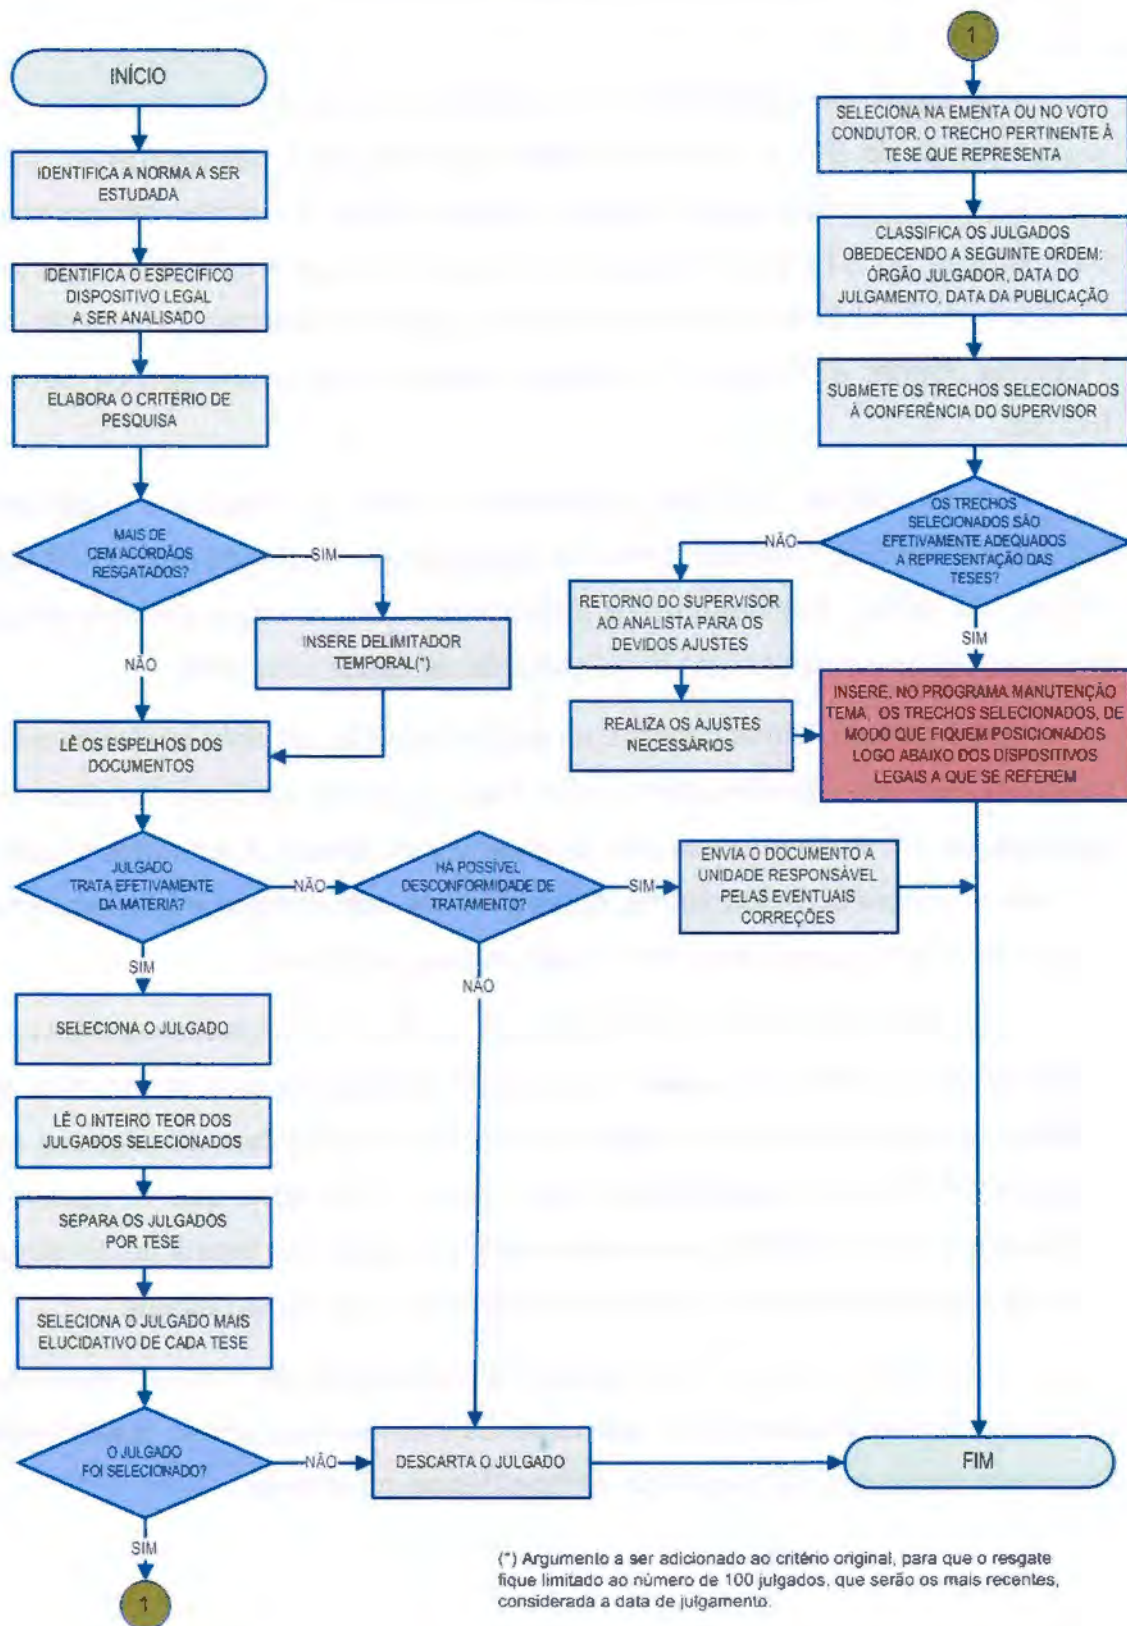 INÍCIO
IDENTIFICA A NORMA A SER
ESTUDADA
IDENTIFICA O ESPECÍFICO
DISPOSITIVO LEGAL
A SER ANALISADO
ELABORA O CRITÉRIO DE
PESQUISA
MAIS DE
CEM ACÓRDÃOS
RESGATADOS?
SIM
INSERE DELIMITADOR
TEMPORAL(*)
NÃO
LÊ OS ESPELHOS DOS
DOCUMENTOS
JULGADO
TRATA EFETIVAMENTE
DA MATERIA?
NÃO
HÁ POSSÍVEL
DESCONFORMIDADE DE
TRATAMENTO?
SIM
ENVIA O DOCUMENTO A
UNIDADE RESPONSÁVEL
PELAS EVENTUAIS
CORREÇÕES
NÃO
SIM
SELECIONA O JULGADO
LÊ O INTEIRO TEOR DOS
JULGADOS SELECIONADOS
SEPARA OS JULGADOS
POR TESE
SELECIONA O JULGADO MAIS
ELUCIDATIVO DE CADA TESE
O JULGADO
FOI SELECIONADO?
NÃO
DESCARTA O JULGADO
SIM
1
1
SELECIONA NA EMENTA OU NO VOTO
CONDUTOR, O TRECHO PERTINENTE À
TESE QUE REPRESENTA
CLASSIFICA OS JULGADOS
OBEDECENDO A SEGUINTE ORDEM:
ÓRGÃO JULGADOR, DATA DO
JULGAMENTO, DATA DA PUBLICAÇÃO
SUBMETE OS TRECHOS SELECIONADOS
À CONFERÊNCIA DO SUPERVISOR
OS TRECHOS
SELECIONADOS SÃO
EFETIVAMENTE ADEQUADOS
A REPRESENTAÇÃO DAS
TESES?
NÃO
RETORNO DO SUPERVISOR
AO ANALISTA PARA OS
DEVIDOS AJUSTES
REALIZA OS AJUSTES
NECESSÁRIOS
SIM
INSERE, NO PROGRAMA MANUTENÇÃO
TEMA, OS TRECHOS SELECIONADOS, DE
MODO QUE FIQUEM POSICIONADOS
LOGO ABAIXO DOS DISPOSITIVOS
LEGAIS A QUE SE REFEREM
FIM
(*) Argumento a ser adicionado ao critério original, para que o resgate
fique limitado ao número de 100 julgados, que serão os mais recentes,
considerada a data de julgamento.